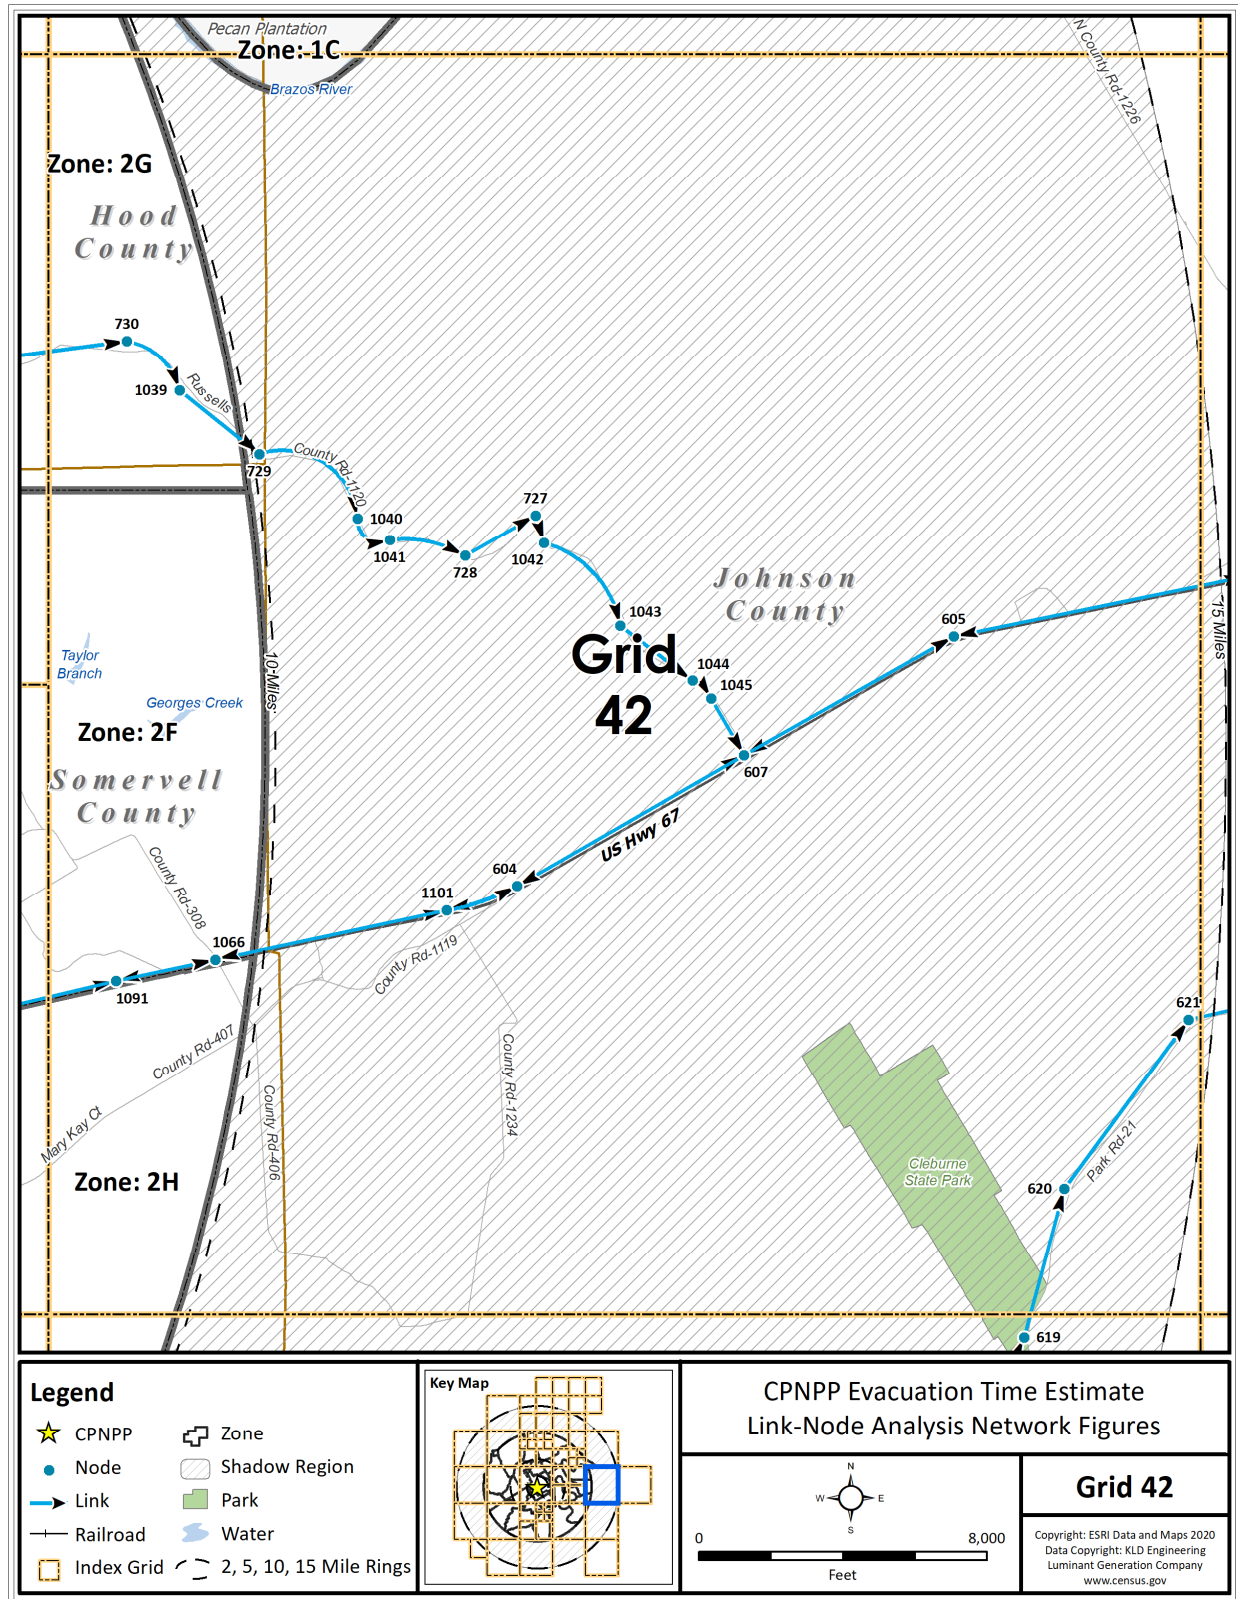 Pecan Plantation
Zone: 1C
Brazos River
N County Rd-1226
Zone: 2G
Hood
County
730
1039
Russells
729
County Rd-1120
1040
1041
728
727
1042
Johnson
County
1043
Grid
42
1044
1045
605
15 Miles
607
Taylor
Branch
10-Miles
Georges Creek
Zone: 2F
Somervell
County
US Hwy 67
604
1101
County Rd-308
1066
County Rd-1119
1091
621
County Rd-407
County Rd-406
County Rd-1234
Mary Kay Ct
Park Rd-21
Cleburne
State Park
Zone: 2H
620
619
Legend
CPNPP
Node
Link
Railroad
Index Grid
Zone
Shadow Region
Park
Water
2, 5, 10, 15 Mile Rings
Key Map
CPNPP Evacuation Time Estimate
Link-Node Analysis Network Figures
N
W E
S
0 8,000
Feet
Grid 42
Copyright: ESRI Data and Maps 2020
Data Copyright: KLD Engineering
Luminant Generation Company
www.census.gov